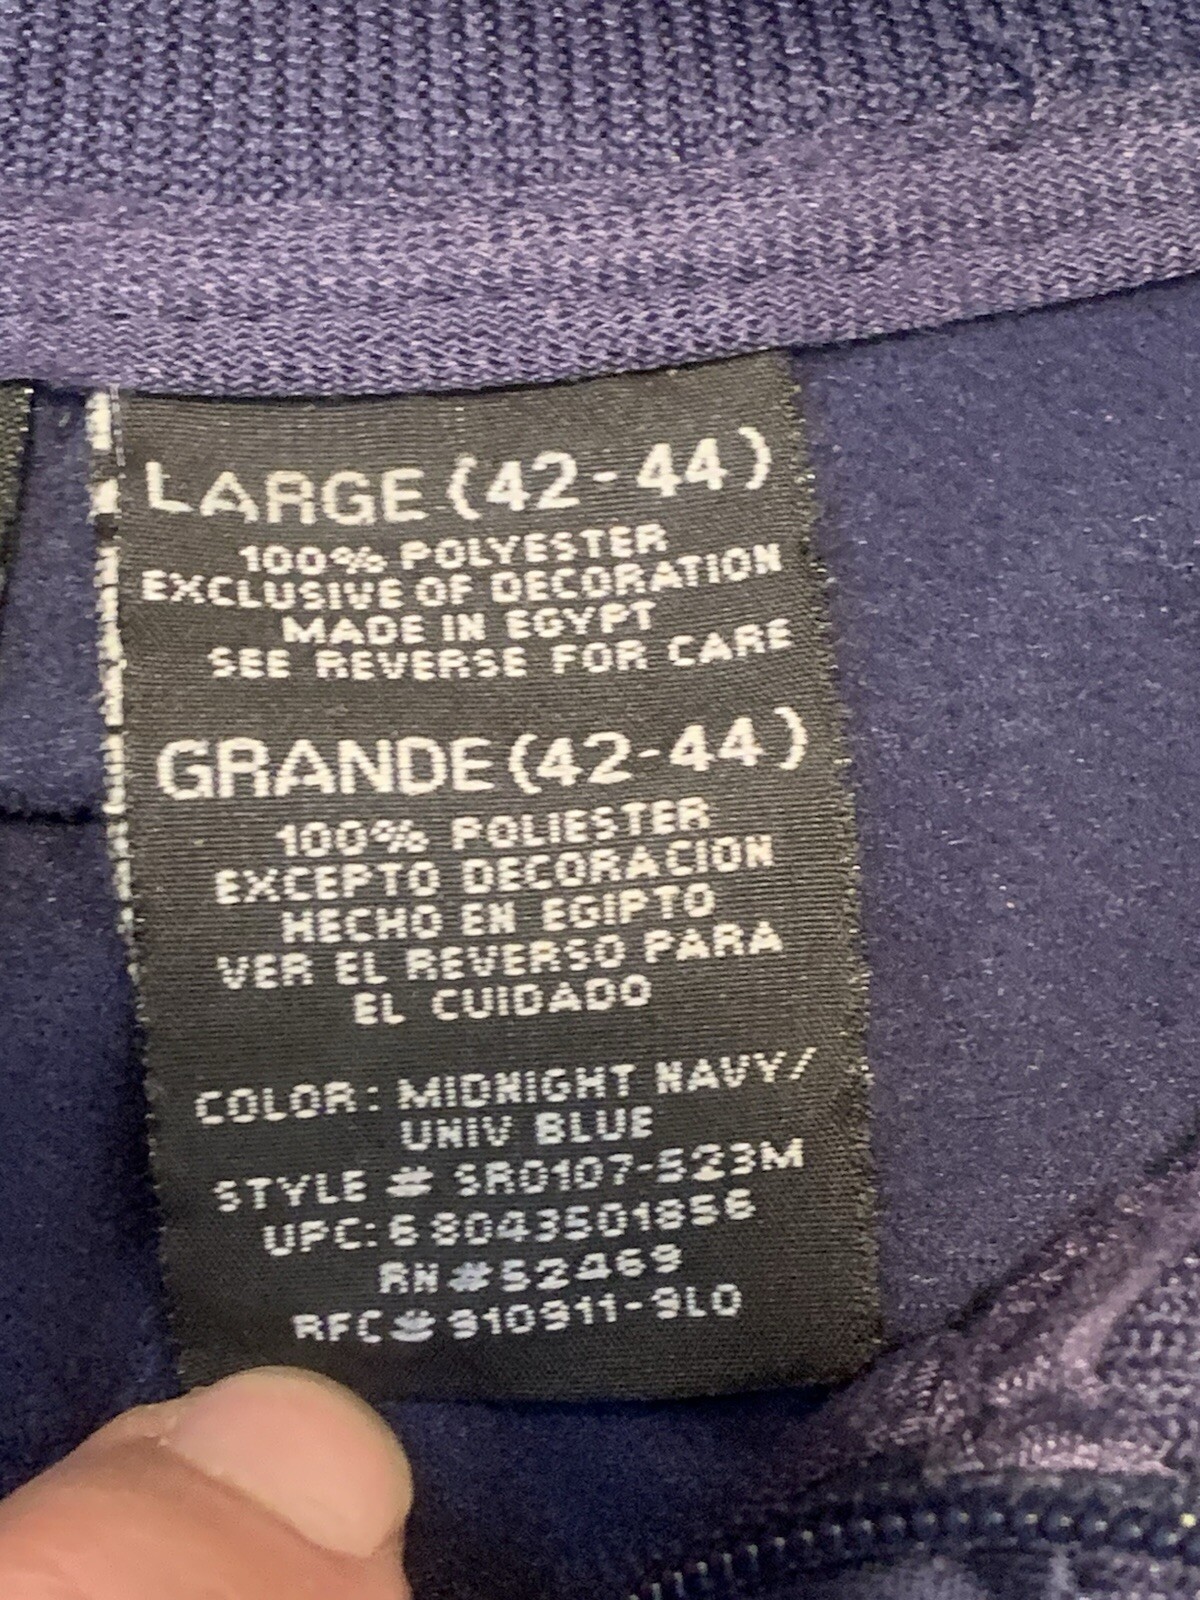 LARGE (42-44)
100% POLYESTER
EXCLUSIVE OF DECORATION
MADE IN EGYPT
SEE REVERSE FOR CARE
GRANDE (42-44)
100% POLIESTER
EXCEPTO DECORACION
HECHO EN EGIPTO
VER EL REVERSO PARA
EL CUIDADO
COLOR: MIDNIGHT NAVY/
UNIV BLUE
STYLE # SR0107-523M
UPC: 6 8043501856
RN #52469
RFC #910911-9L0